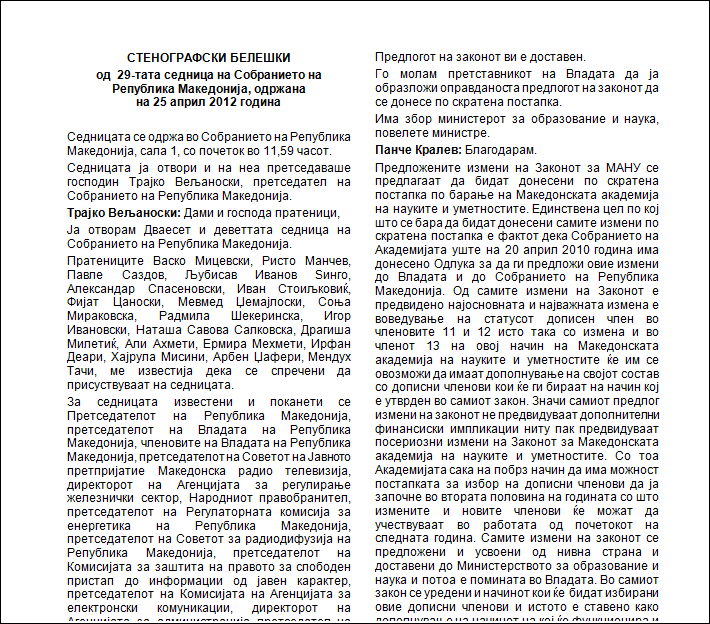 СТЕНОГРАФСКИ БЕЛЕШКИ
од 29-тата седница на Собранието на
Република Македонија, одржана
на 25 април 2012 година
Седницата се одржа во Собранието на Република
Македонија, сала 1, со почеток во 11,59 часот.
Седницата ја отвори и на неа претседаваше
господин Трајко Вељаноски, претседател на
Собранието на Република Македонија.
Трајко Вељаноски: Дами и господа пратеници,
Ја отворам Дваесет и деветтата седница на
Собранието на Република Македонија.
Пратениците Васко Мицевски, Ристо Манчев,
Павле Саздов, Љубисав Иванов Ѕинго,
Александар Спасеновски, Иван Стоиљковиќ,
Фијат Цаноски, Мевмед Џемајлоски, Соња
Мираковска, Радмила Шекеринска, Игор
Ивановски, Наташа Савова Салковска, Драгиша
Милетиќ, Али Ахмети, Ермира Мехмети, Ирфан
Деари, Хајрула Мисини, Арбен Џафери, Мендух
Тачи, ме известија дека се спречени да
присуствуваат на седницата.
За седницата известени и поканети се
Претседателот на Република Македонија,
претседателот на Владата на Република
Македонија, членовите на Владата на Република
Македонија, претседателот на Советот на Јавното
претпријатие Македонска радио телевизија,
директорот на Агенцијата за регулирање
железнички сектор, Народниот правобранител,
претседателот на Регулаторната комисија за
енергетика на Република Македонија,
претседателот на Советот за радиодифузија на
Република Македонија, претседателот на
Комисијата за заштита на правото за слободен
пристап до информации од јавен карактер,
претседателот на Комисијата на Агенцијата за
електронски комуникации, директорот на
Агенцијата за администрација претседател на
Предлогот на законот ви е доставен.
Го молам претставникот на Владата да ја
образложи оправданоста предлогот на законот да
се донесе по скратена постапка.
Има збор министерот за образование и наука,
повелете министре.
Панче Кралев: Благодарам.
Предложените измени на Законот за МАНУ се
предлагаат да бидат донесени по скратена
постапка по барање на Македонската академија
на науките и уметностите. Единствена цел по кој
што се бара да бидат донесени самите измени по
скратена постапка е фактот дека Собранието на
Академијата уште на 20 април 2010 година има
донесено Одлука за да ги предложи овие измени
до Владата и до Собранието на Република
Македонија. Од самите измени на Законот е
предвидено најосновната и најважната измена е
воведување на статусот дописен член во
членовите 11 и 12 исто така со измена и во
членот 13 на овој начин на Македонската
академија на науките и уметностите ќе им се
овозможи да имаат дополнување на својот состав
со дописни членови кои ќе ги бираат на начин кој
е утврден во самиот закон. Значи самиот предлог
измени на законот не предвидуваат дополнителни
финансиски импликации ниту пак предвидуваат
посериозни измени на Законот за Македонската
академија на науките и уметностите. Со тоа
Академијата сака на побрз начин да има можност
постапката за избор на дописни членови да ја
започне во втората половина на годината со што
измените и новите членови ќе можат да
учествуваат во работата од почетокот на
следната година. Самите измени на законот се
предложени и усвоени од нивна страна и
доставени до Министерството за образование и
наука и потоа е помината во Владата. Во самиот
закон се уредени и начинот кои ќе бидат избирани
овие дописни членови и истото е ставено како
дополнување на начинот на кој ќе функционира и